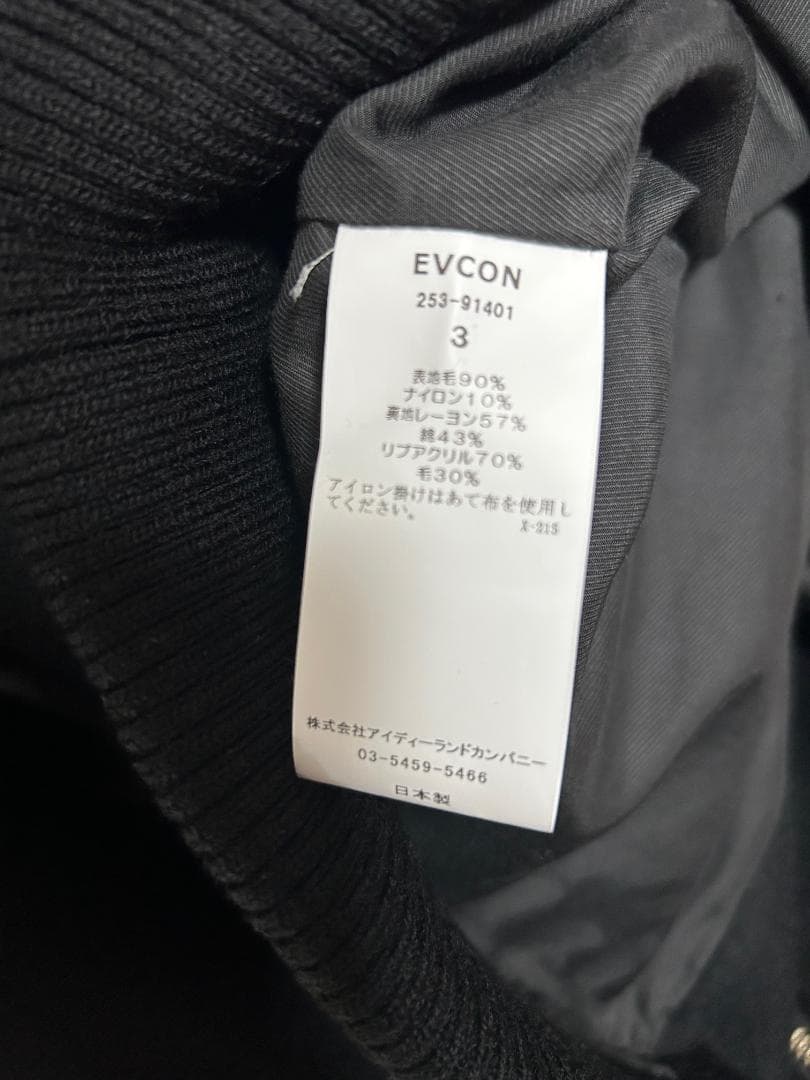 EVCON
253-91401
3
表地毛90%
ナイロン10%
裏地レーヨン57%
綿43%
リブアクリル70%
毛30%
アイロン掛けはあて布を使用し
てください。
X-215
株式会社アイディーランドカンパニー
03-5459-5466
日本製